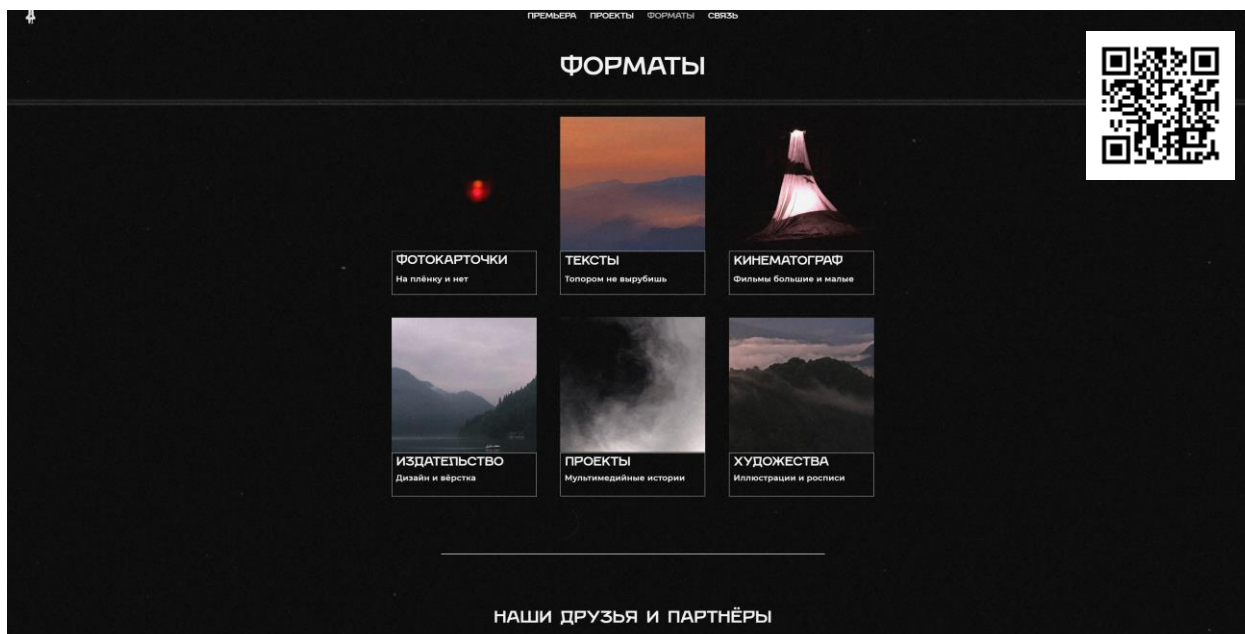 ПРЕМЬЕРА ПРОЕКТЫ ФОРМАТЫ СВЯЗЬ
ФОРМАТЫ
ФОТОКАРТОЧКИ
На плёнку и нет
ТЕКСТЫ
Топором не вырубишь
КИНЕМАТОГРАФ
Фильмы большие и малые
ИЗДАТЕЛЬСТВО
Дизайн и вёрстка
ПРОЕКТЫ
Мультимедийные истории
ХУДОЖЕСТВА
Иллюстрации и росписи
НАШИ ДРУЗЬЯ И ПАРТНЁРЫ